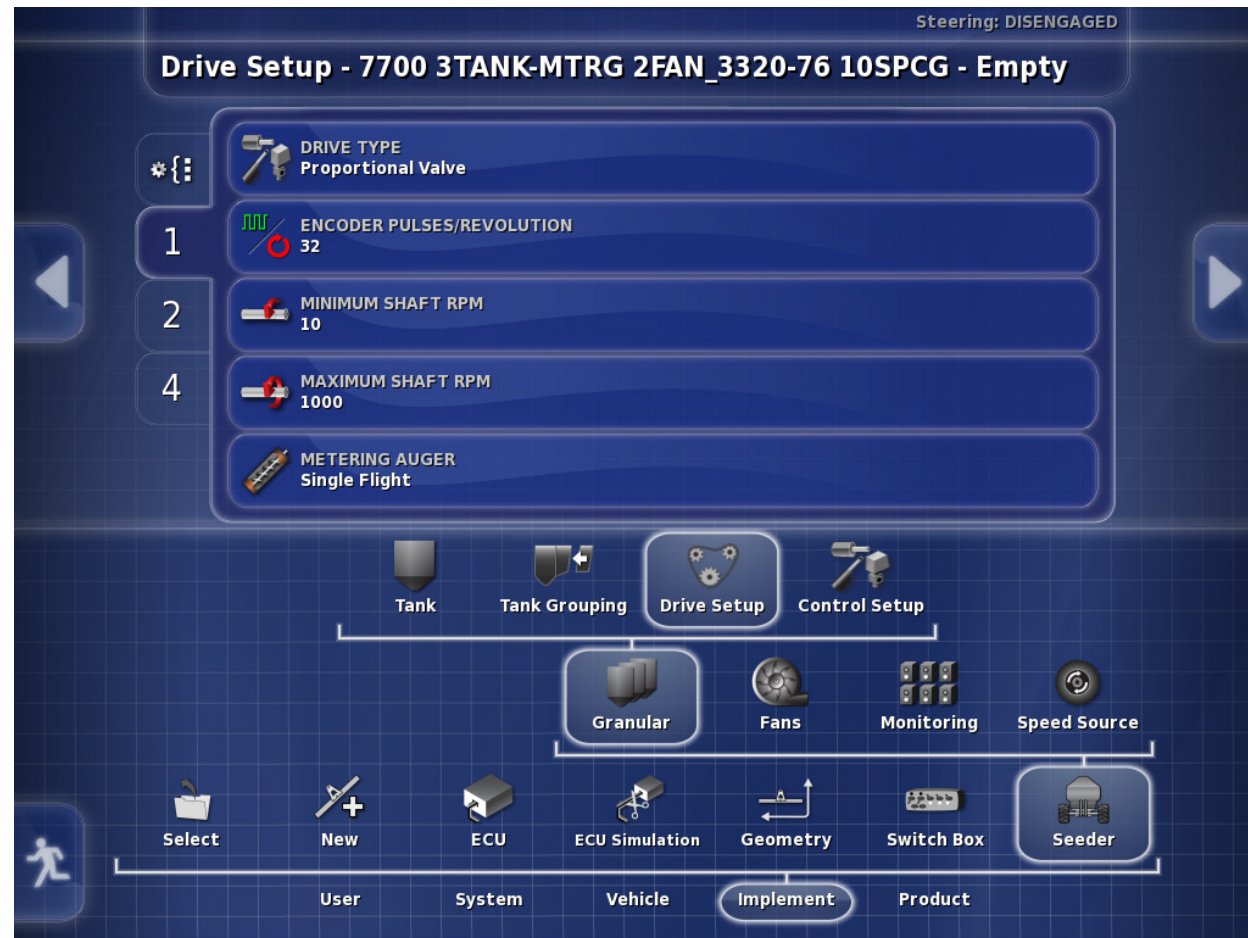 Steering: DISENGAGED
Drive Setup - 7700 3TANK-MTRG 2FAN_3320-76 10SPCG - Empty
DRIVE TYPE
Proportional Valve
1
ENCODER PULSES/REVOLUTION
32
2
MINIMUM SHAFT RPM
10
4
MAXIMUM SHAFT RPM
1000
METERING AUGER
Single Flight
Tank Tank Grouping Drive Setup Control Setup
Granular Fans Monitoring Speed Source
Select New ECU ECU Simulation Geometry Switch Box Seeder
User System Vehicle Implement Product